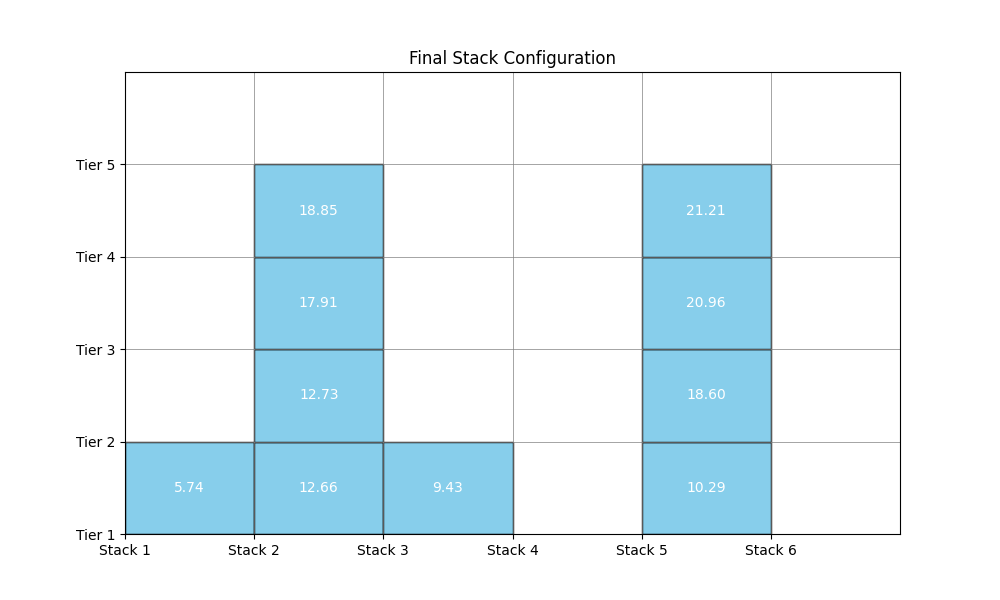 Final Stack Configuration
Tier 5
18.85
21.21
Tier 4
17.91
20.96
Tier 3
12.73
18.60
Tier 2
5.74
12.66
9.43
10.29
Tier 1
Stack 1
Stack 2
Stack 3
Stack 4
Stack 5
Stack 6